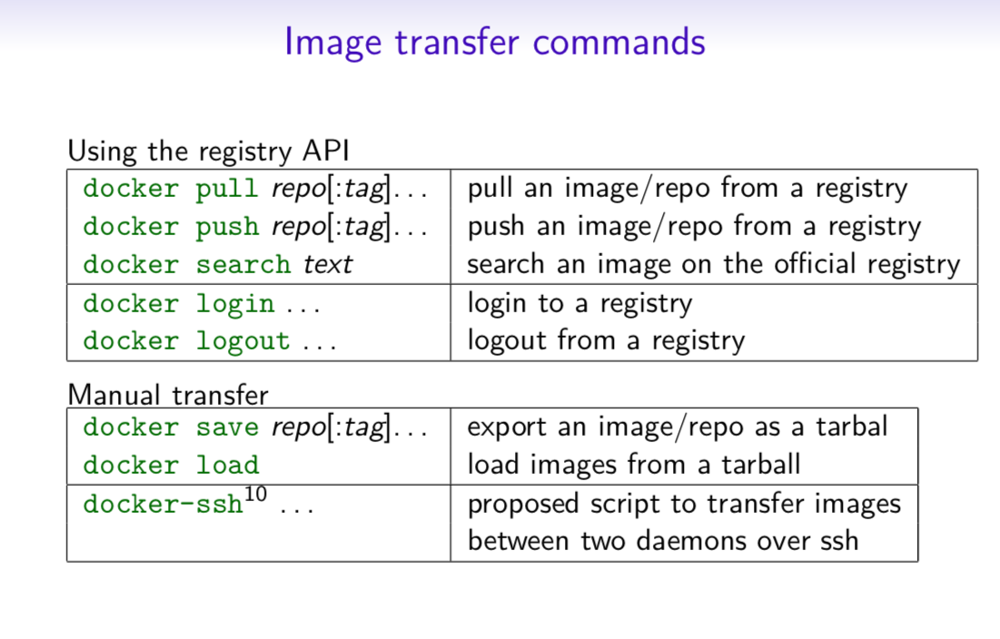 Image transfer commands
Using the registry API
docker pull repo[:tag]... pull an image/repo from a registry
docker push repo[:tag]... push an image/repo from a registry
docker search text search an image on the official registry
docker login ... login to a registry
docker logout ... logout from a registry
Manual transfer
docker save repo[:tag]... export an image/repo as a tarbal
docker load load images from a tarball
docker-ssh10 ... proposed script to transfer images
between two daemons over ssh